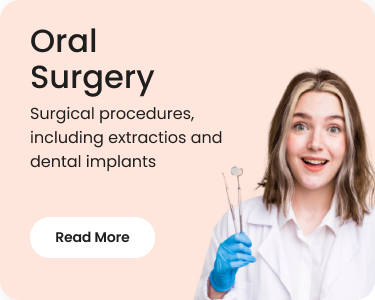 Oral
Surgery
Surgical procedures,
including extractios and
dental implants
Read More